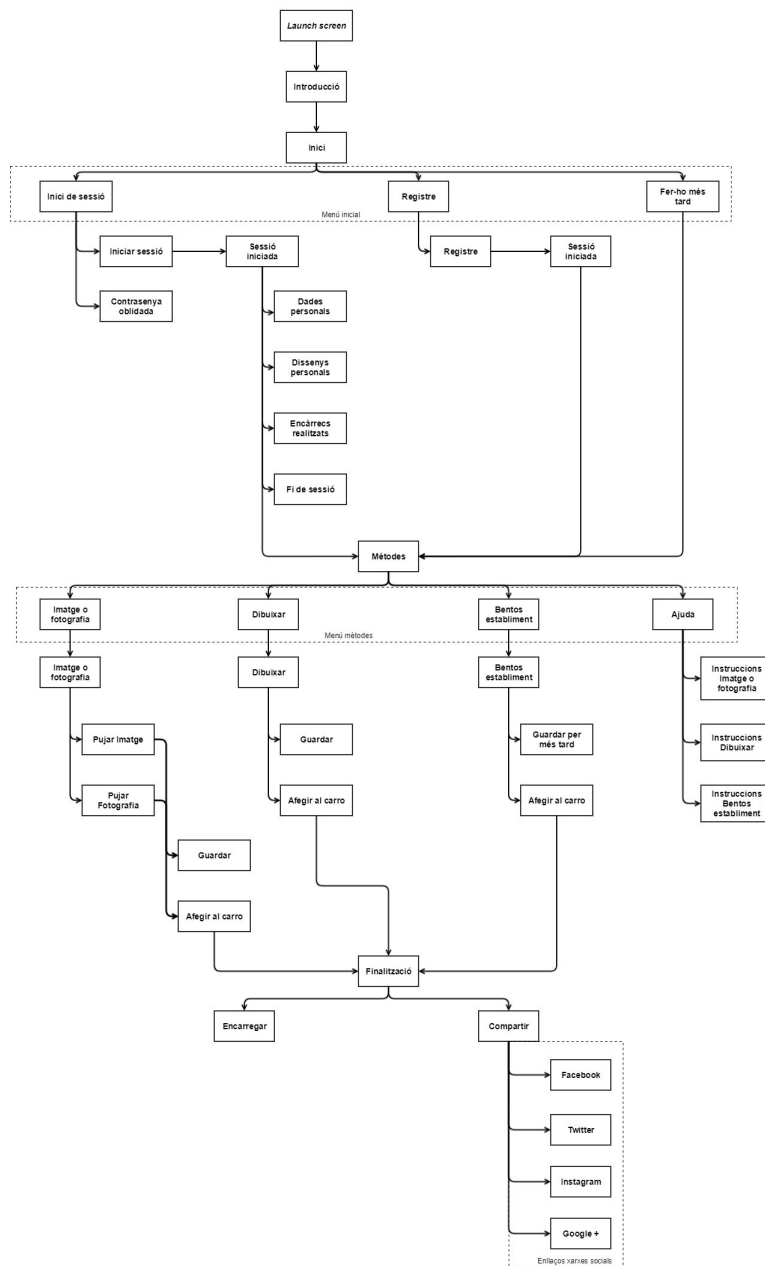 Launch screen
Introducció
Inici
Inici de sessió
Registre
Fer-ho més
tard
Menú inicial
Iniciar sessió
Sessió
iniciada
Registre
Sessió
iniciada
Contrasenya
oblidada
Dades
personals
Dissenys
personals
Encàrrecs
realitzats
Fi de sessió
Mètodes
Imatge o
fotografia
Dibuixar
Bentos
establiment
Ajuda
Menú mètodes
Imatge o
fotografia
Dibuixar
Bentos
establiment
Instruccions
Imatge o
fotografia
Pujar Imatge
Guardar
Guardar per
més tard
Instruccions
Dibuixar
Pujar
Fotografia
Afegir al carro
Afegir al carro
Instruccions
Bentos
establiment
Guardar
Afegir al carro
Finalització
Encarregar
Compartir
Facebook
Twitter
Instagram
Google +
Enllaços xarxes socials